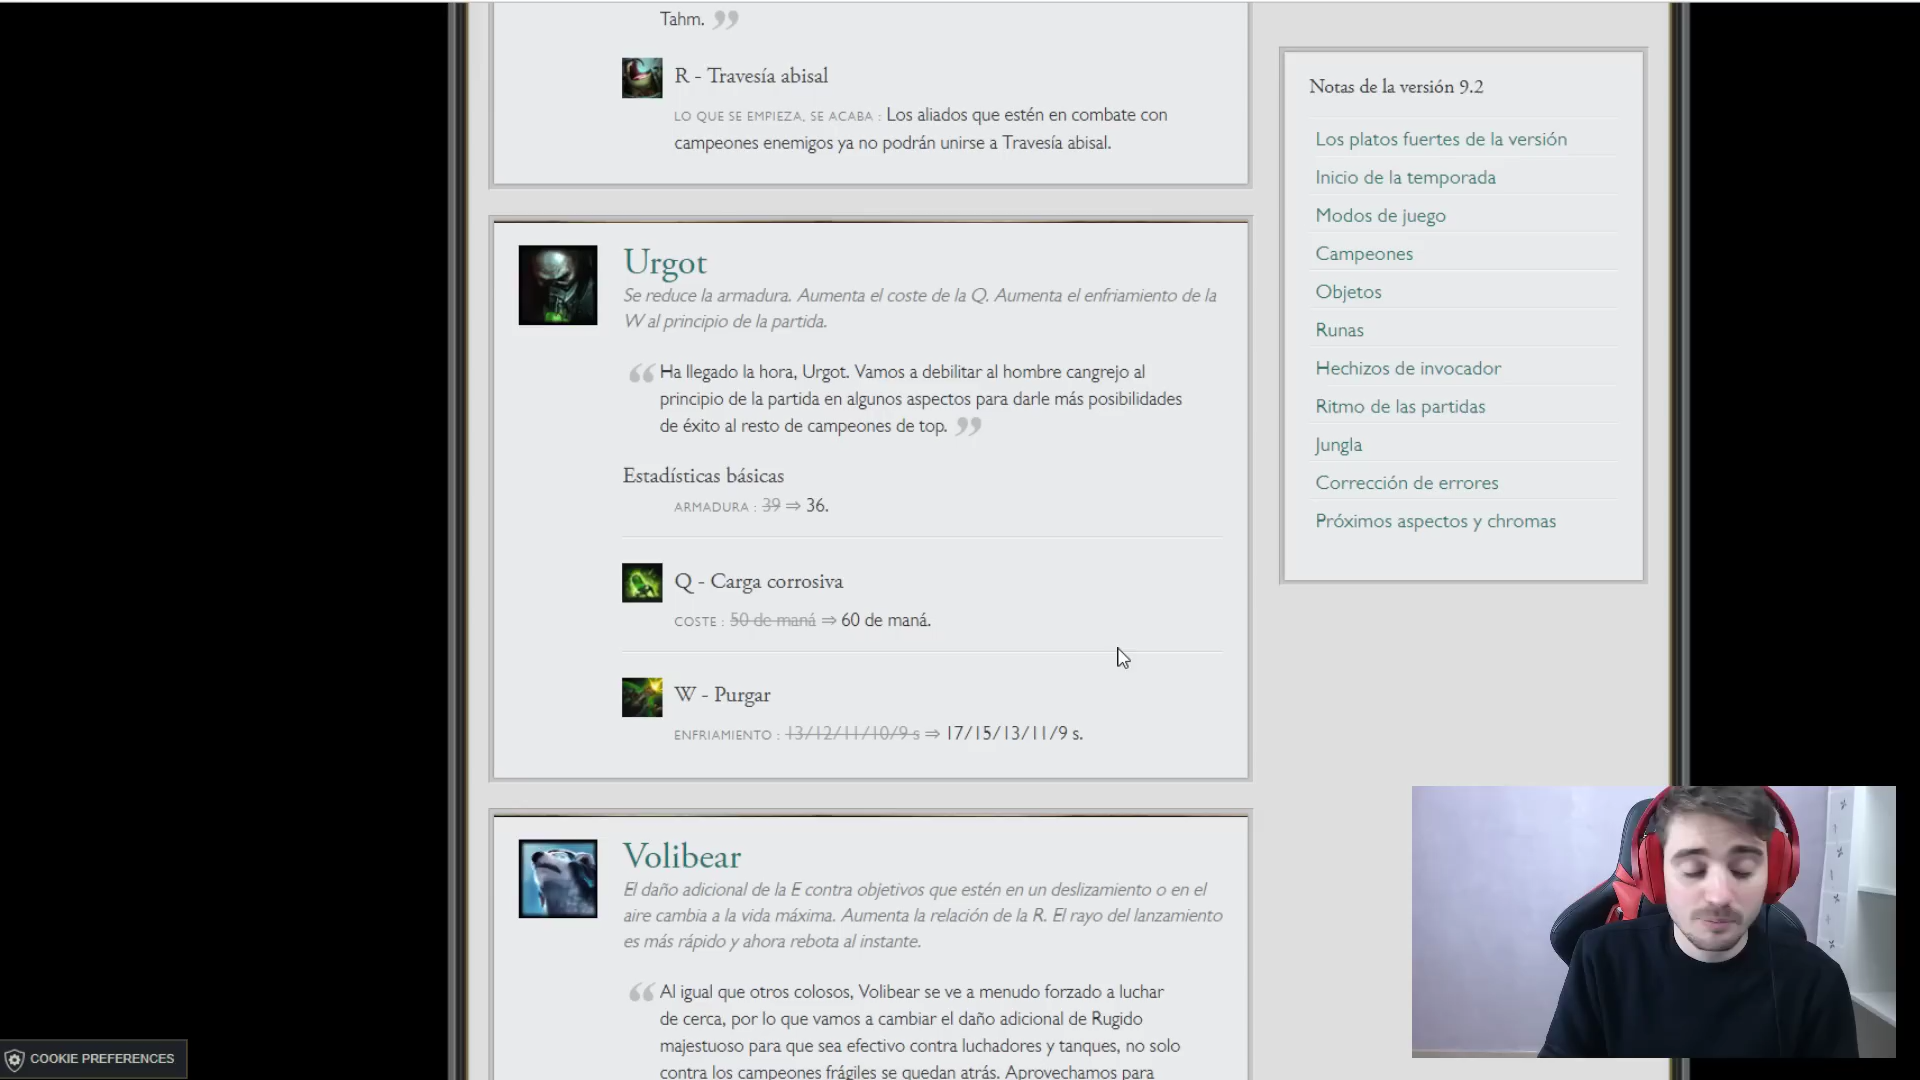 Tahm.
R - Travesía abisal
LO QUE SE EMPIEZA, SE ACABA : Los aliados que estén en combate con
campeones enemigos ya no podrán unirse a Travesía abisal.
Urgot
Se reduce la armadura. Aumenta el coste de la Q. Aumenta el enfriamiento de la
W al principio de la partida.
“ Ha llegado la hora, Urgot. Vamos a debilitar al hombre cangrejo al
principio de la partida en algunos aspectos para darle más posibilidades
de éxito al resto de campeones de top. ”
Estadísticas básicas
ARMADURA : 39 ⇒ 36.
Q - Carga corrosiva
COSTE : 50 de maná ⇒ 60 de maná.
W - Purgar
ENFRIAMIENTO : 13/12/11/10/9 s ⇒ 17/15/13/11/9 s.
Volibear
El daño adicional de la E contra objetivos que estén en un deslizamiento o en el
aire cambia a la vida máxima. Aumenta la relación de la R. El rayo del lanzamiento
es más rápido y ahora rebota al instante.
“ Al igual que otros colosos, Volibear se ve a menudo forzado a luchar
de cerca, por lo que vamos a cambiar el daño adicional de Rugido
majestuoso para que sea efectivo contra luchadores y tanques, no solo
contra los campeones frágiles se quedan atrás. Aprovechamos para
Notas de la versión 9.2
Los platos fuertes de la versión
Inicio de la temporada
Modos de juego
Campeones
Objetos
Runas
Hechizos de invocador
Ritmo de las partidas
Jungla
Corrección de errores
Próximos aspectos y chromas
COOKIE PREFERENCES